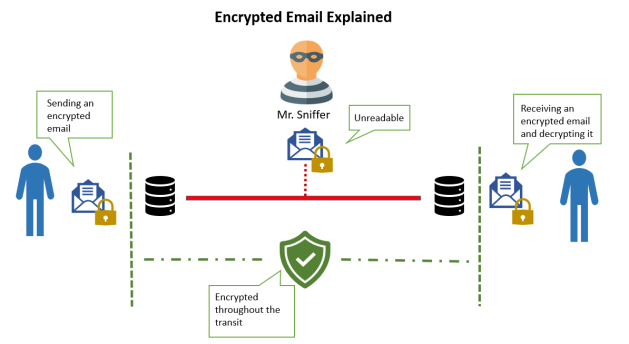 Encrypted Email Explained
Sending an
encrypted
email
Mr. Sniffer
Unreadable
Receiving an
encrypted email
and decrypting it
Encrypted
throughout the
transit